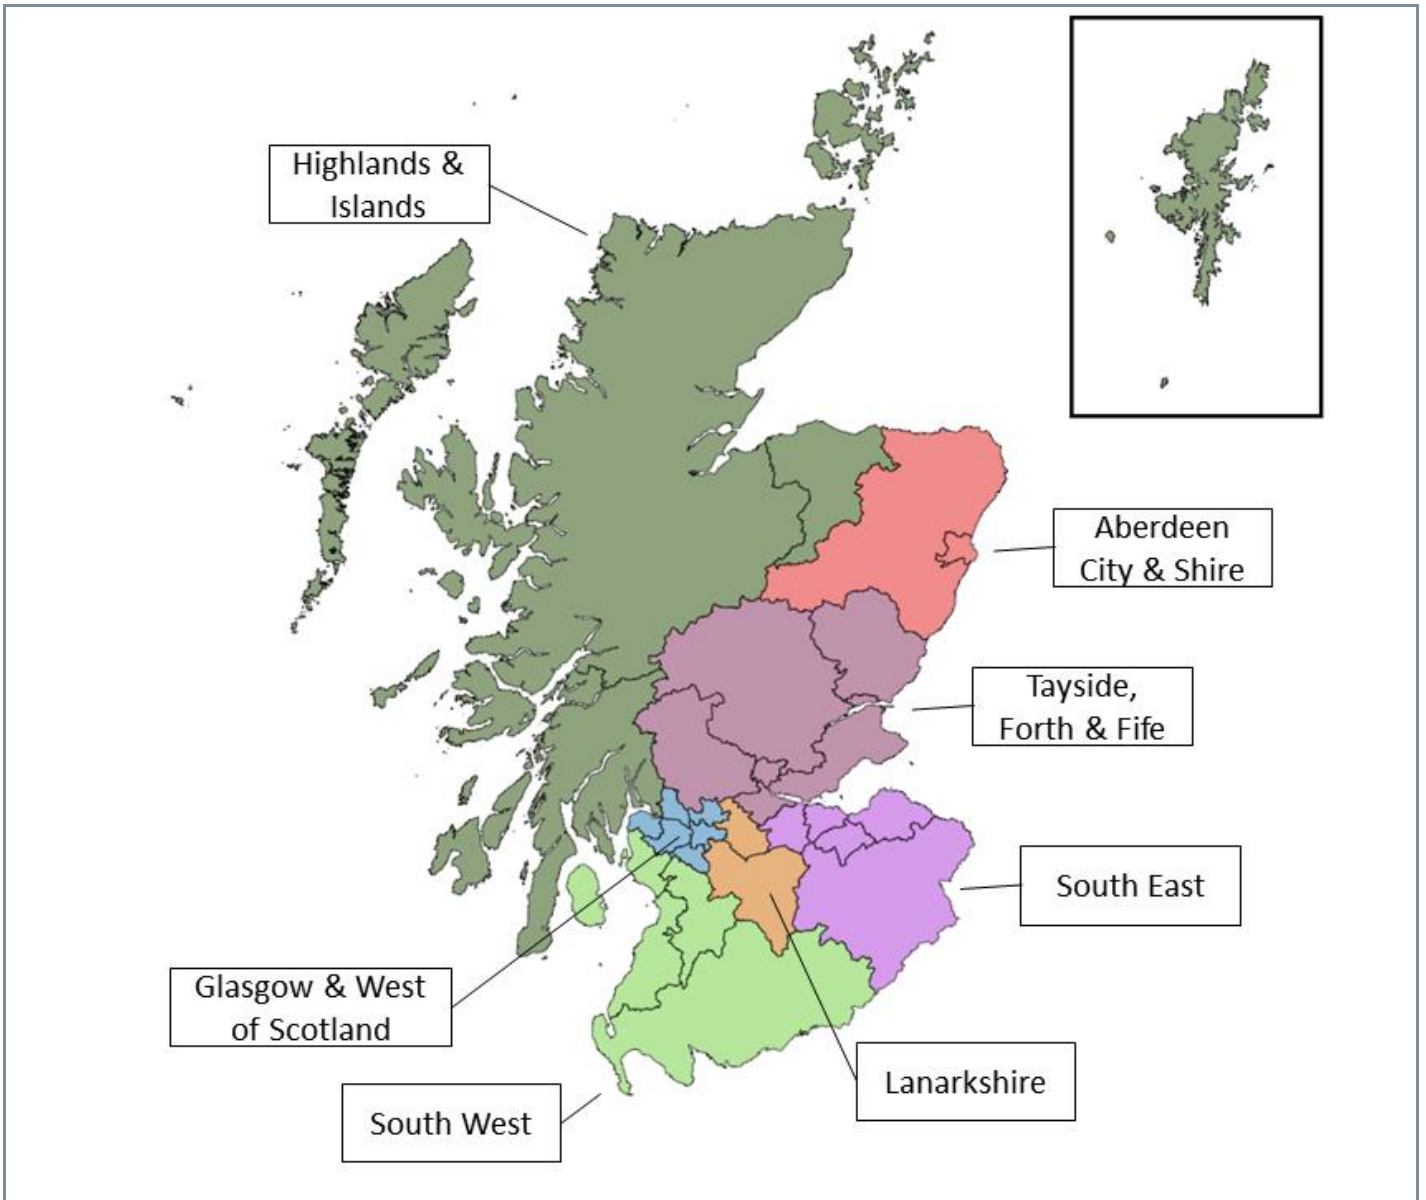 Highlands &
Islands
Aberdeen
City & Shire
Tayside,
Forth & Fife
South East
Glasgow & West
of Scotland
Lanarkshire
South West